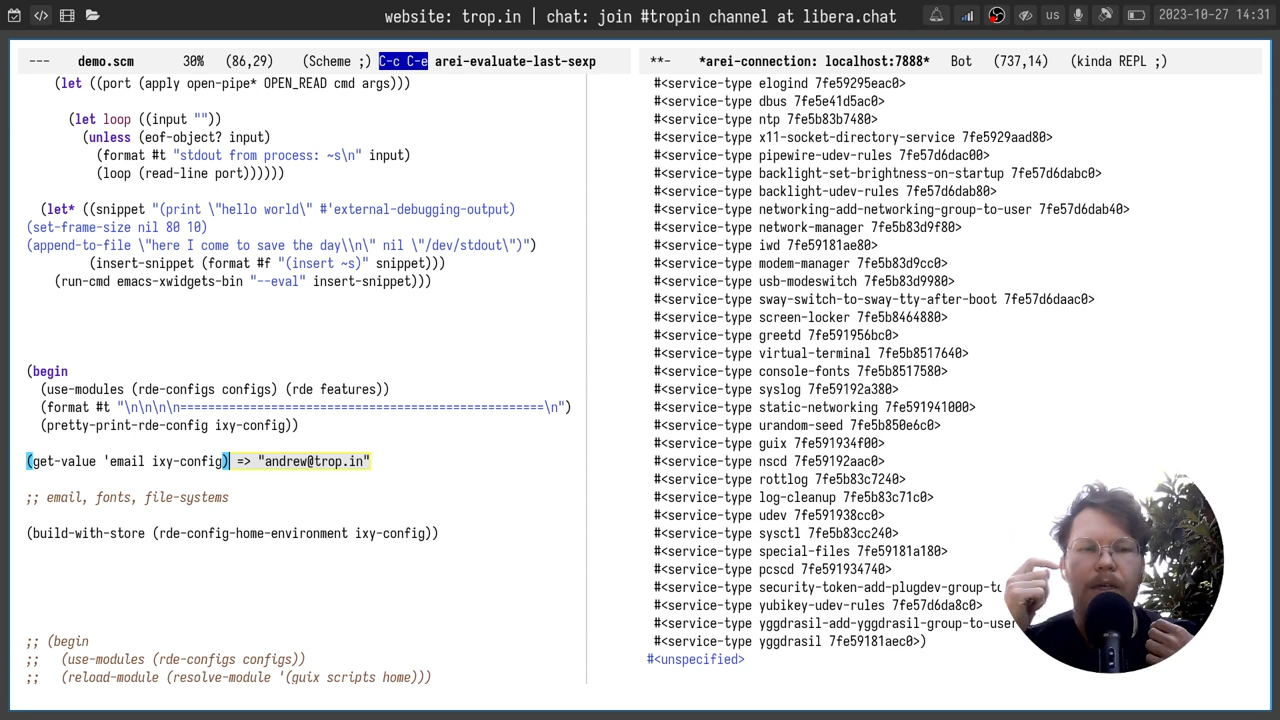 website: trop.in | chat: join #tropin channel at libera.chat
us
2023-10-27 14:31
--- demo.scm 30% (86,29) (Scheme ;) C-c C-e arei-evaluate-last-sexp
(let ((port (apply open-pipe* OPEN_READ cmd args)))
(let loop ((input ""))
(unless (eof-object? input)
(format #t "stdout from process: ~s\n" input)
(loop (read-line port))))))
(let* ((snippet "(print \"hello world\" #'external-debugging-output)
(set-frame-size nil 80 10)
(append-to-file \"here I come to save the day\\n\" nil \"/dev/stdout\")")
(insert-snippet (format #f "(insert ~s)" snippet)))
(run-cmd emacs-xwidgets-bin "--eval" insert-snippet)))
(begin
(use-modules (rde-configs configs) (rde features))
(format #t "\n\n\n\n====================================================\n")
(pretty-print-rde-config ixy-config))
(get-value 'email ixy-config) => "andrew@trop.in"
;; email, fonts, file-systems
(build-with-store (rde-config-home-environment ixy-config))
;; (begin
;; (use-modules (rde-configs configs))
;; (reload-module (resolve-module '(guix scripts home)))
**- *arei-connection: localhost:7888* Bot (737,14) (kinda REPL ;)
#<service-type elogind 7fe59295eac0>
#<service-type dbus 7fe5e41d5ac0>
#<service-type ntp 7fe5b83b7480>
#<service-type x11-socket-directory-service 7fe5929aad80>
#<service-type pipewire-udev-rules 7fe57d6dac00>
#<service-type backlight-set-brightness-on-startup 7fe57d6dabc0>
#<service-type backlight-udev-rules 7fe57d6dab80>
#<service-type networking-add-networking-group-to-user 7fe57d6dab40>
#<service-type network-manager 7fe5b83d9f80>
#<service-type iwd 7fe59181ae80>
#<service-type modem-manager 7fe5b83d9cc0>
#<service-type usb-modeswitch 7fe5b83d9980>
#<service-type sway-switch-to-sway-tty-after-boot 7fe57d6daac0>
#<service-type screen-locker 7fe5b8464880>
#<service-type greetd 7fe591956bc0>
#<service-type virtual-terminal 7fe5b8517640>
#<service-type console-fonts 7fe5b8517580>
#<service-type syslog 7fe59192a380>
#<service-type static-networking 7fe591941000>
#<service-type urandom-seed 7fe5b850e6c0>
#<service-type guix 7fe591934f00>
#<service-type nscd 7fe59192aac0>
#<service-type rottlog 7fe5b83c7240>
#<service-type log-cleanup 7fe5b83c71c0>
#<service-type udev 7fe591938cc0>
#<service-type sysctl 7fe5b83cc240>
#<service-type special-files 7fe59181a180>
#<service-type pcscd 7fe591934740>
#<service-type security-token-add-plugdev-group-to
#<service-type yubikey-udev-rules 7fe57d6da8c0>
#<service-type yggdrasil-add-yggdrasil-group-to-user
#<service-type yggdrasil 7fe59181aec0>)
#<unspecified>